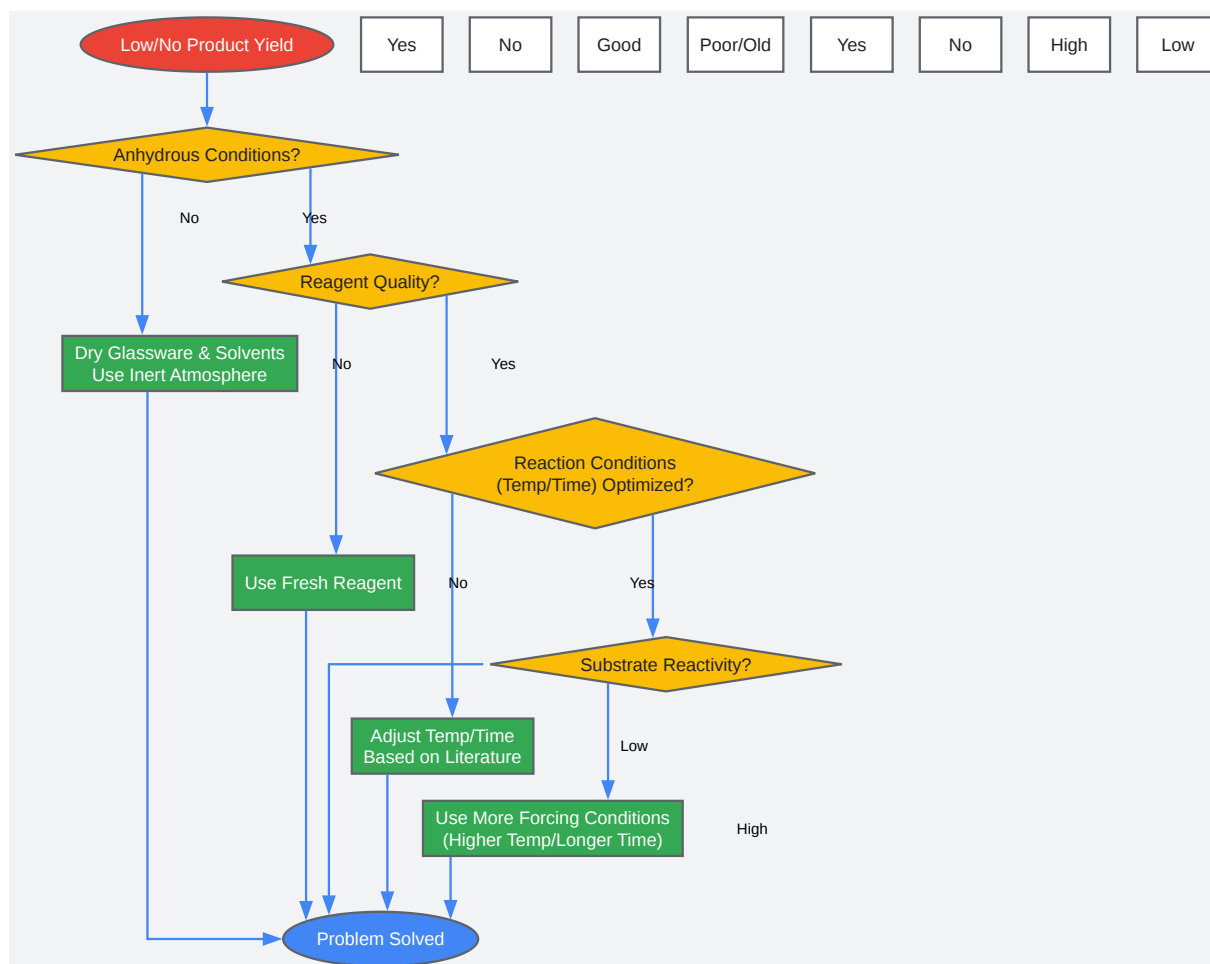 Low/No Product Yield
Yes
No
Good
Poor/Old
Yes
No
High
Low
Anhydrous Conditions?
No
Yes
Reagent Quality?
Dry Glassware & Solvents
Use Inert Atmosphere
No
Yes
Reaction Conditions
(Temp/Time) Optimized?
Use Fresh Reagent
No
Yes
Substrate Reactivity?
Adjust Temp/Time
Based on Literature
Low
Use More Forcing Conditions
(Higher Temp/Longer Time)
High
Problem Solved